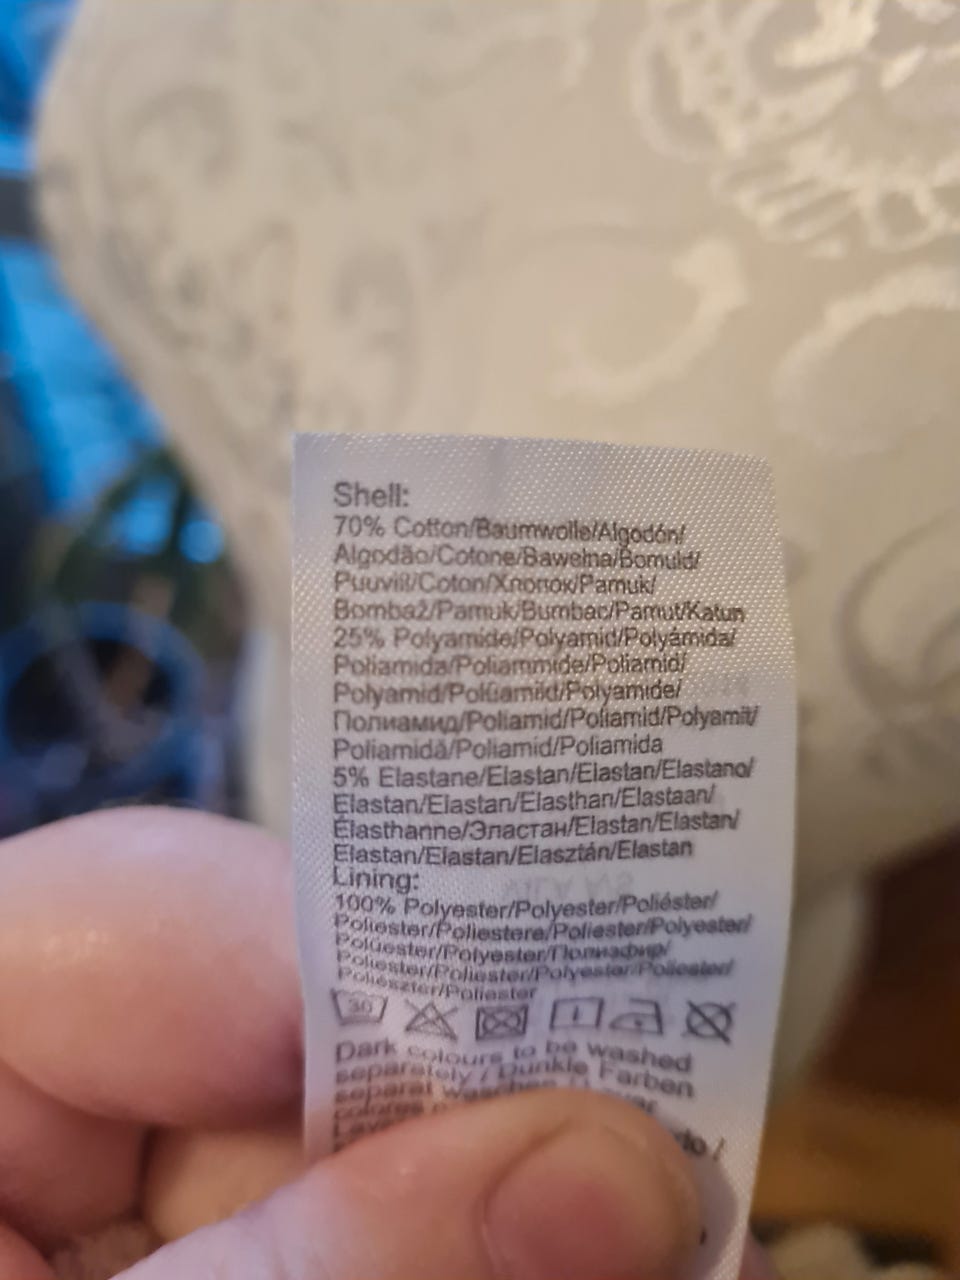 Shell:
70% Cotton/Baumwolle/Algodón/
Algodão/Cotone/Bawełna/Bomuld/
Puuvill/Coton/Хлопок/Pamuk/
Bombaž/Pamuk/Bumbac/Pamut/Katun
25% Polyamide/Polyamid/Polyamida/
Poliamida/Poliammide/Poliamid/
Polyamid/Polüamiid/Polyamide/
Полиамид/Poliamid/Poliamid/Polyamit/
Poliamidă/Poliamid/Poliamida
5% Elastane/Elastan/Elastan/Elastano/
Elastan/Elastan/Elasthan/Elastaan/
Élasthanne/Эластан/Elastan/Elastan/
Elastan/Elastan/Elasztán/Elastan
Lining:
100% Polyester/Polyester/Poliéster/
Poliester/Poliestere/Poliester/Polyester/
Polüester/Polyester/Полиэфир/
Poliester/Poliester/Polyester/Poliester/
Poliészter/Poliester
30
Dark colours to be washed
separately / Dunkle Farben
separat waschen
colores